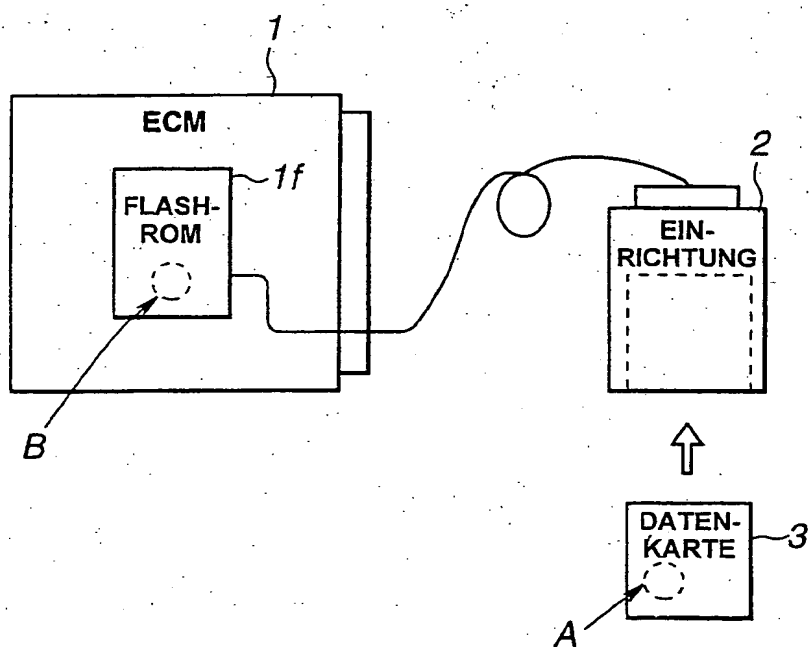 1
ECM
1f
FLASH-
ROM
B
2
EIN-
RICHTUNG
DATEN-
KARTE
3
A